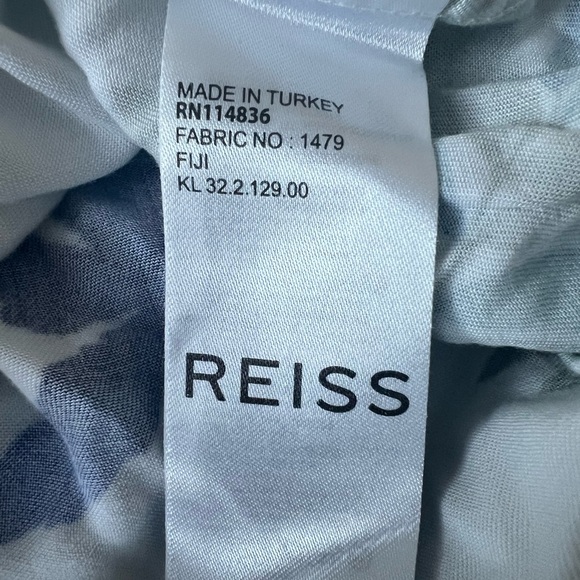 MADE IN TURKEY
RN114836
FABRIC NO : 1479
FIJI
KL 32.2.129.00
REISS